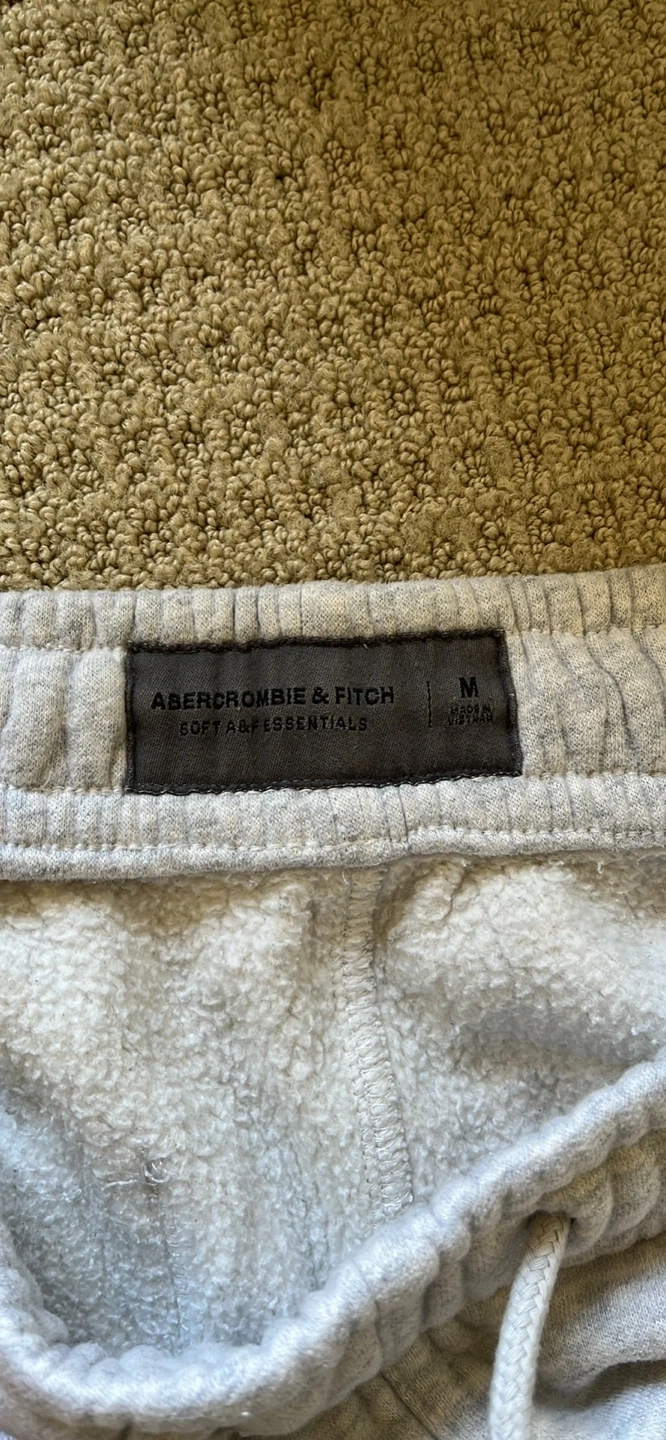 ABERCROMBIE & FITCH
SOFT A&F ESSENTIALS
M
MADE IN
VIETNAM